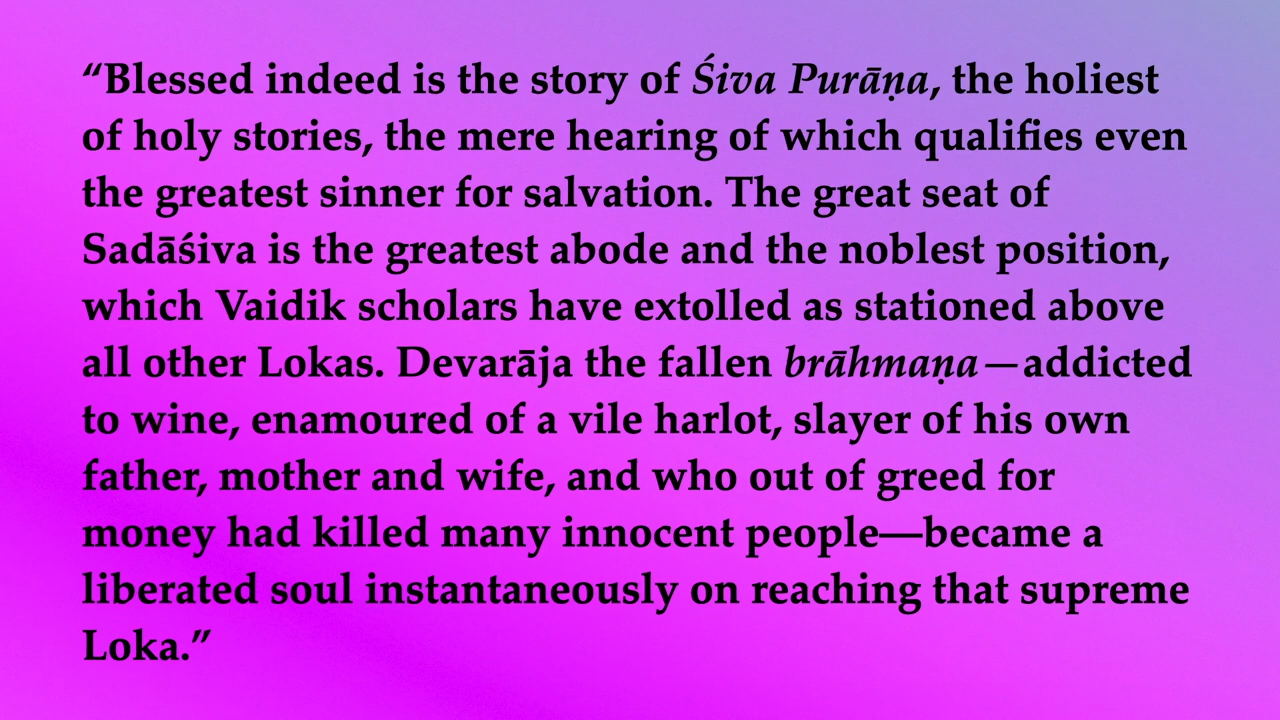 “Blessed indeed is the story of Śiva Purāṇa, the holiest
of holy stories, the mere hearing of which qualifies even
the greatest sinner for salvation. The great seat of
Sadāśiva is the greatest abode and the noblest position,
which Vaidik scholars have extolled as stationed above
all other Lokas. Devarāja the fallen brāhmaṇa—addicted
to wine, enamoured of a vile harlot, slayer of his own
father, mother and wife, and who out of greed for
money had killed many innocent people—became a
liberated soul instantaneously on reaching that supreme
Loka.”